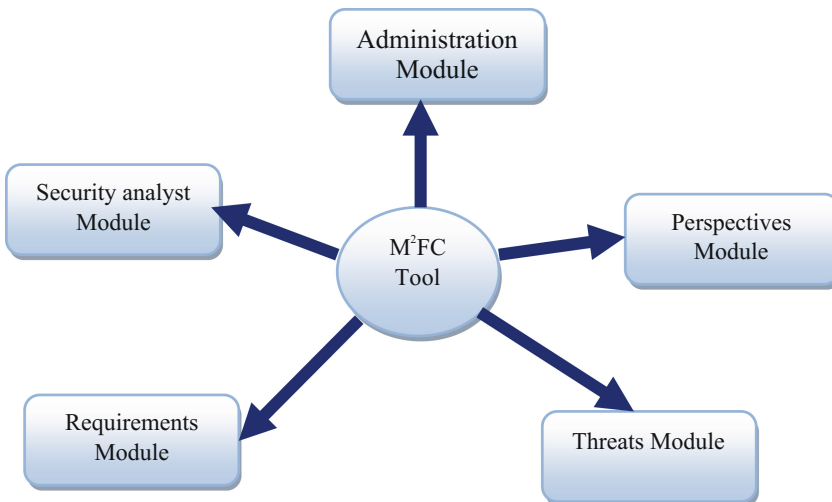 Administration
Module
Security analyst
Module
Perspectives
Module
M²FC
Tool
Requirements
Module
Threats Module